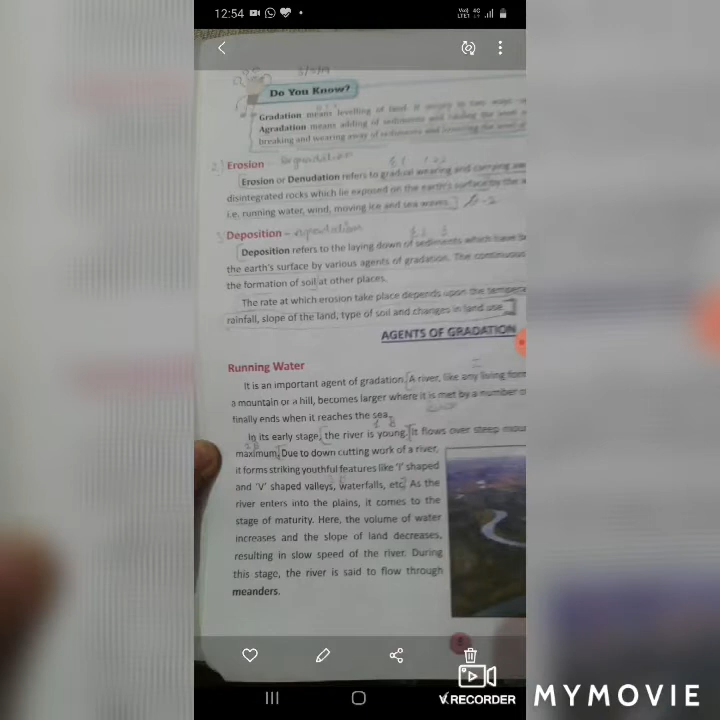 12:54
Do You Know?
Gradation means levelling of land. It occurs in two ways
Agradation means adding of sediments and raising the level
breaking and wearing away of sediments and lowering the level
2) Erosion - Degradation
Erosion or Denudation refers to gradual wearing and carrying aw
disintegrated rocks which lie exposed on the earth's surface by the a
i.e. running water, wind, moving ice and sea waves.
3) Deposition -
Deposition refers to the laying down of sediments which have b
the earth's surface by various agents of gradation. The continuous
the formation of soil at other places.
The rate at which erosion take place depends upon the tempera
rainfall, slope of the land, type of soil and changes in land use.
AGENTS OF GRADATION
Running Water
It is an important agent of gradation. A river, like any living form
a mountain or a hill, becomes larger where it is met by a number o
finally ends when it reaches the sea.
In its early stage, the river is young. It flows over steep mou
maximum. Due to down cutting work of a river,
it forms striking youthful features like 'I' shaped
and 'V' shaped valleys, waterfalls, etc. As the
river enters into the plains, it comes to the
stage of maturity. Here, the volume of water
increases and the slope of land decreases,
resulting in slow speed of the river. During
this stage, the river is said to flow through
meanders.
V.RECORDER
MYMOVIE